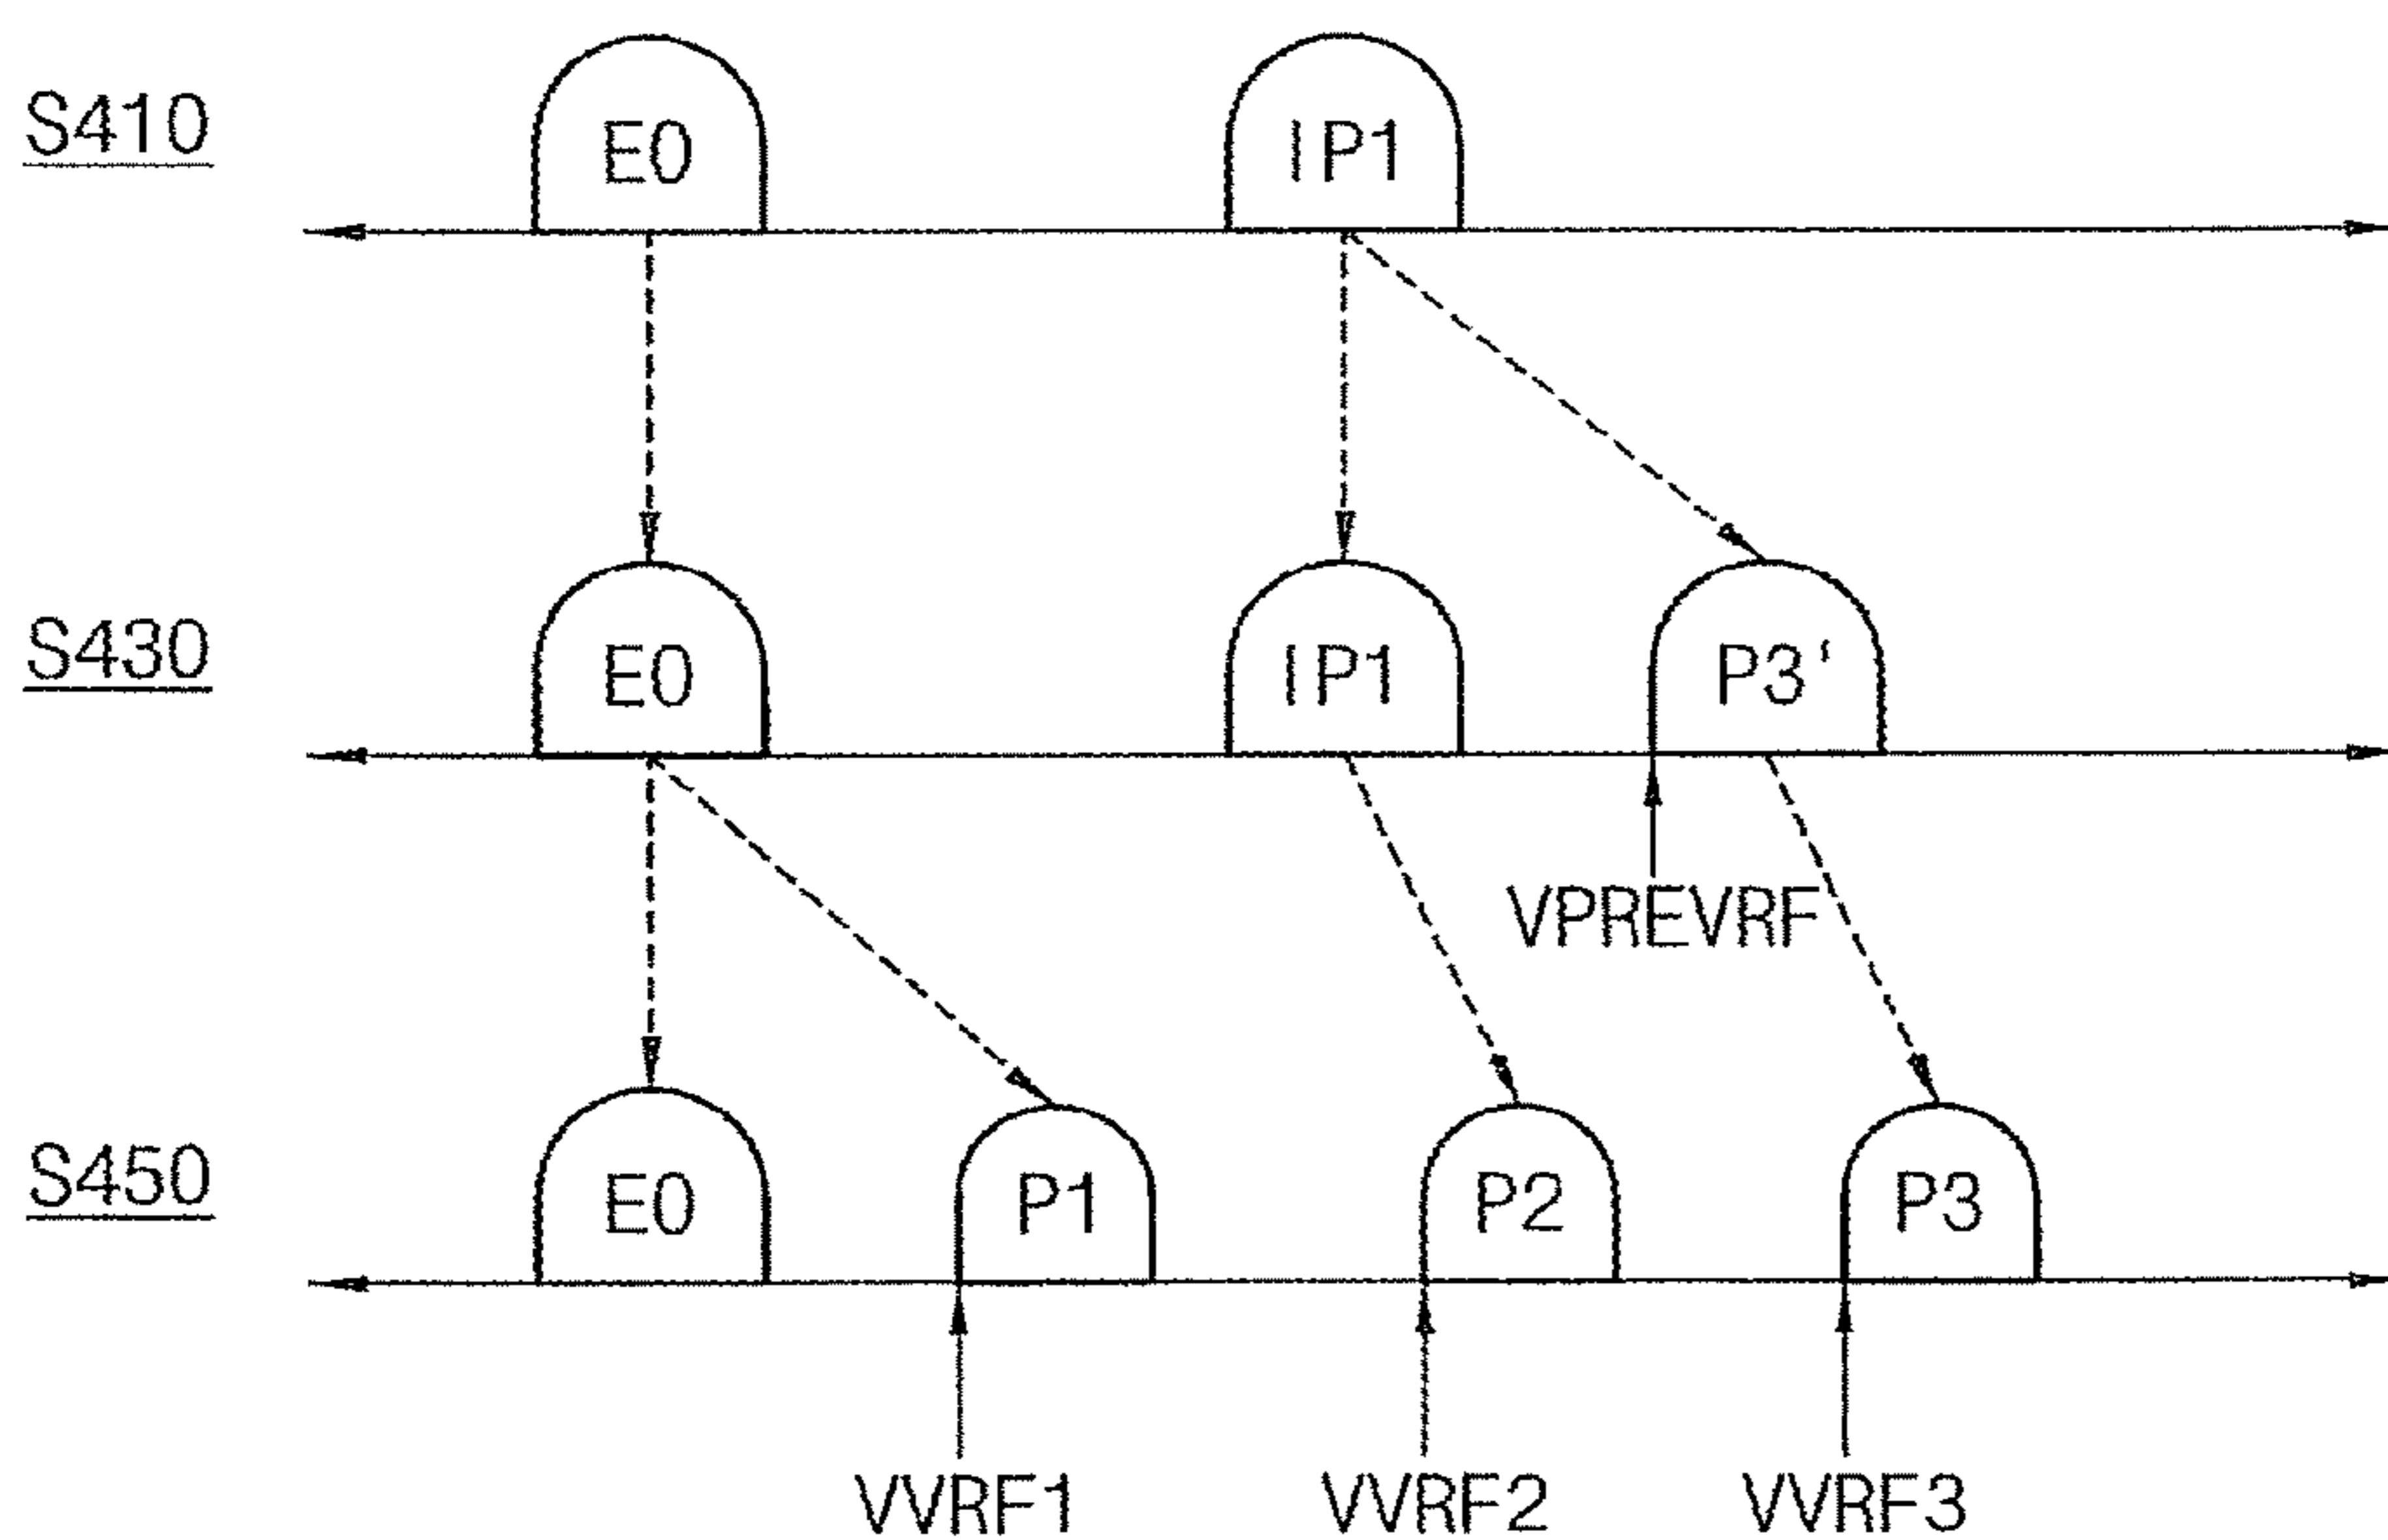 S410 E0 IP1
S430 E0 IP1 P3'
VPREVRF
S450 E0 P1 P2 P3
VVRF1 VVRF2 VVRF3